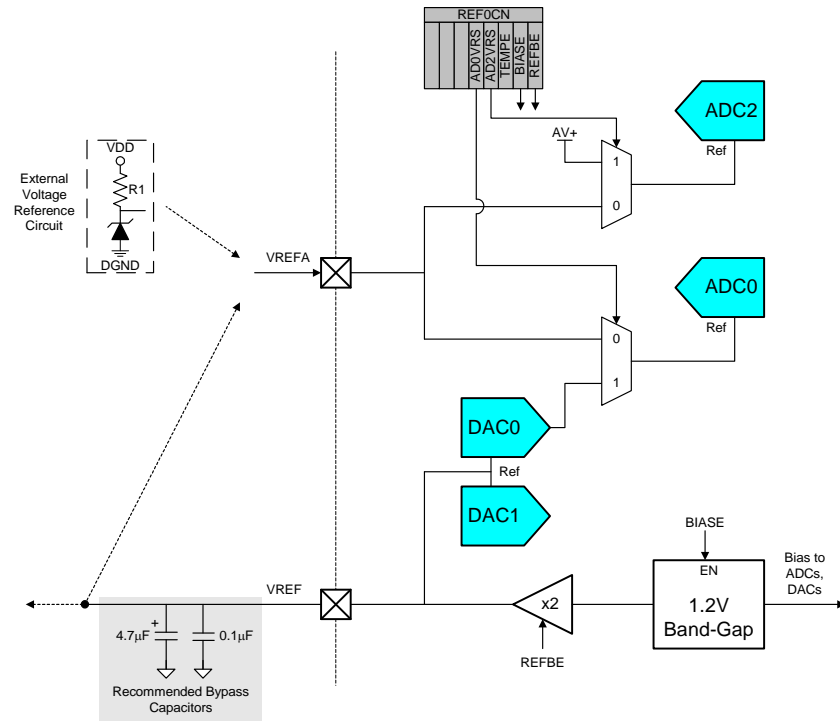 REF0CN
AD0VRS
AD2VRS
TEMPE
BIASE
REFBE
ADC2
Ref
AV+
1
0
VDD
R1
DGND
External
Voltage
Reference
Circuit
VREFA
ADC0
Ref
0
1
DAC0
Ref
DAC1
BIASE
EN
1.2V
Band-Gap
Bias to
ADCs,
DACs
x2
REFBE
VREF
+
4.7µF
0.1µF
Recommended Bypass
Capacitors